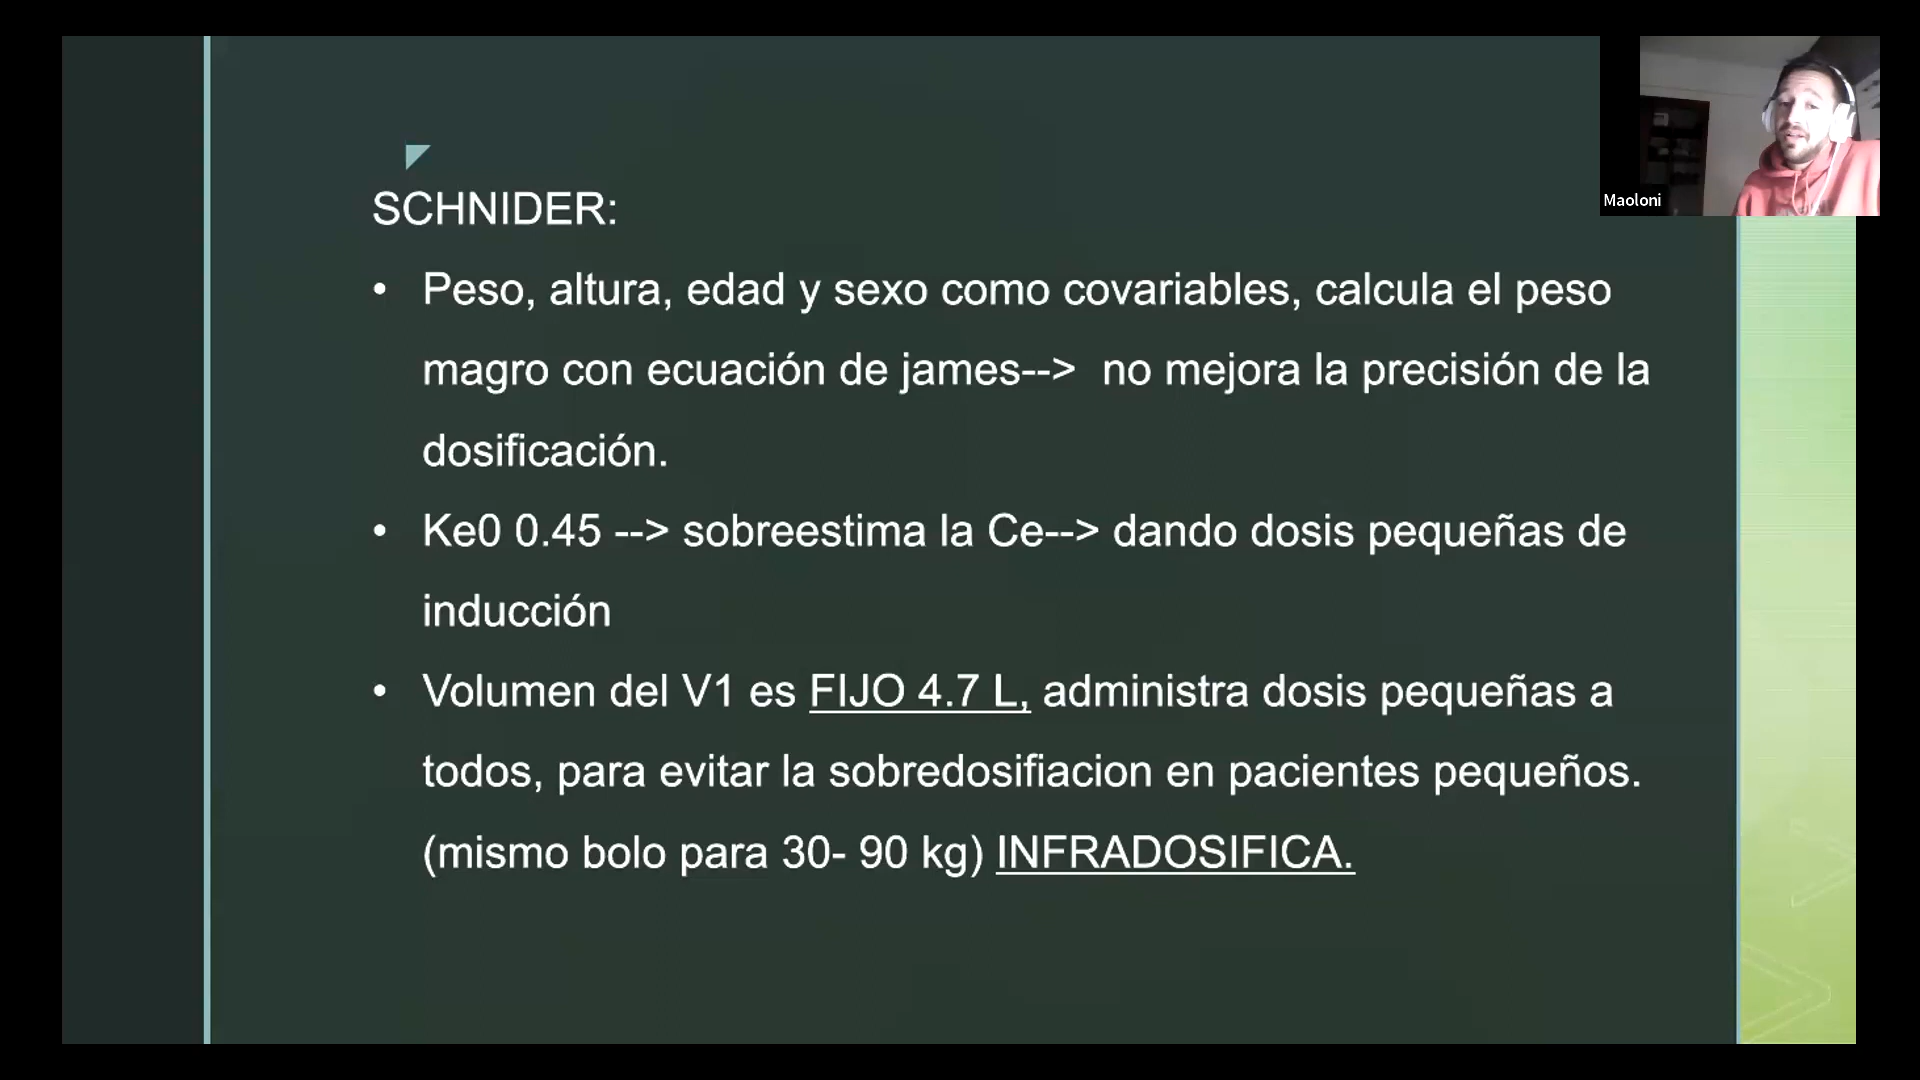 Maoloni
SCHNIDER:
• Peso, altura, edad y sexo como covariables, calcula el peso
magro con ecuación de james--> no mejora la precisión de la
dosificación.
• Ke0 0.45 --> sobreestima la Ce--> dando dosis pequeñas de
inducción
• Volumen del V1 es FIJO 4.7 L, administra dosis pequeñas a
todos, para evitar la sobredosifiacion en pacientes pequeños.
(mismo bolo para 30- 90 kg) INFRADOSIFICA.